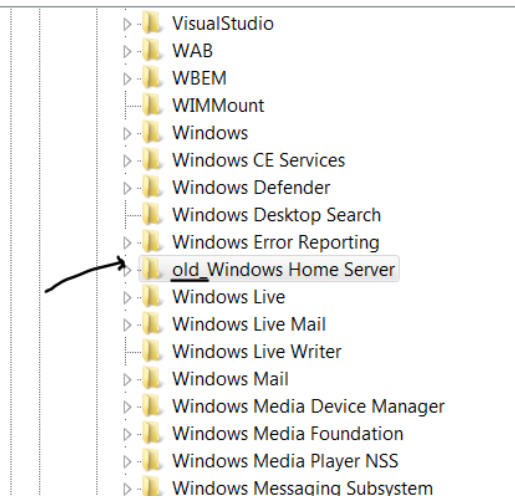 VisualStudio
WAB
WBEM
WIMMount
Windows
Windows CE Services
Windows Defender
Windows Desktop Search
Windows Error Reporting
old_Windows Home Server
Windows Live
Windows Live Mail
Windows Live Writer
Windows Mail
Windows Media Device Manager
Windows Media Foundation
Windows Media Player NSS
Windows Messaging Subsystem